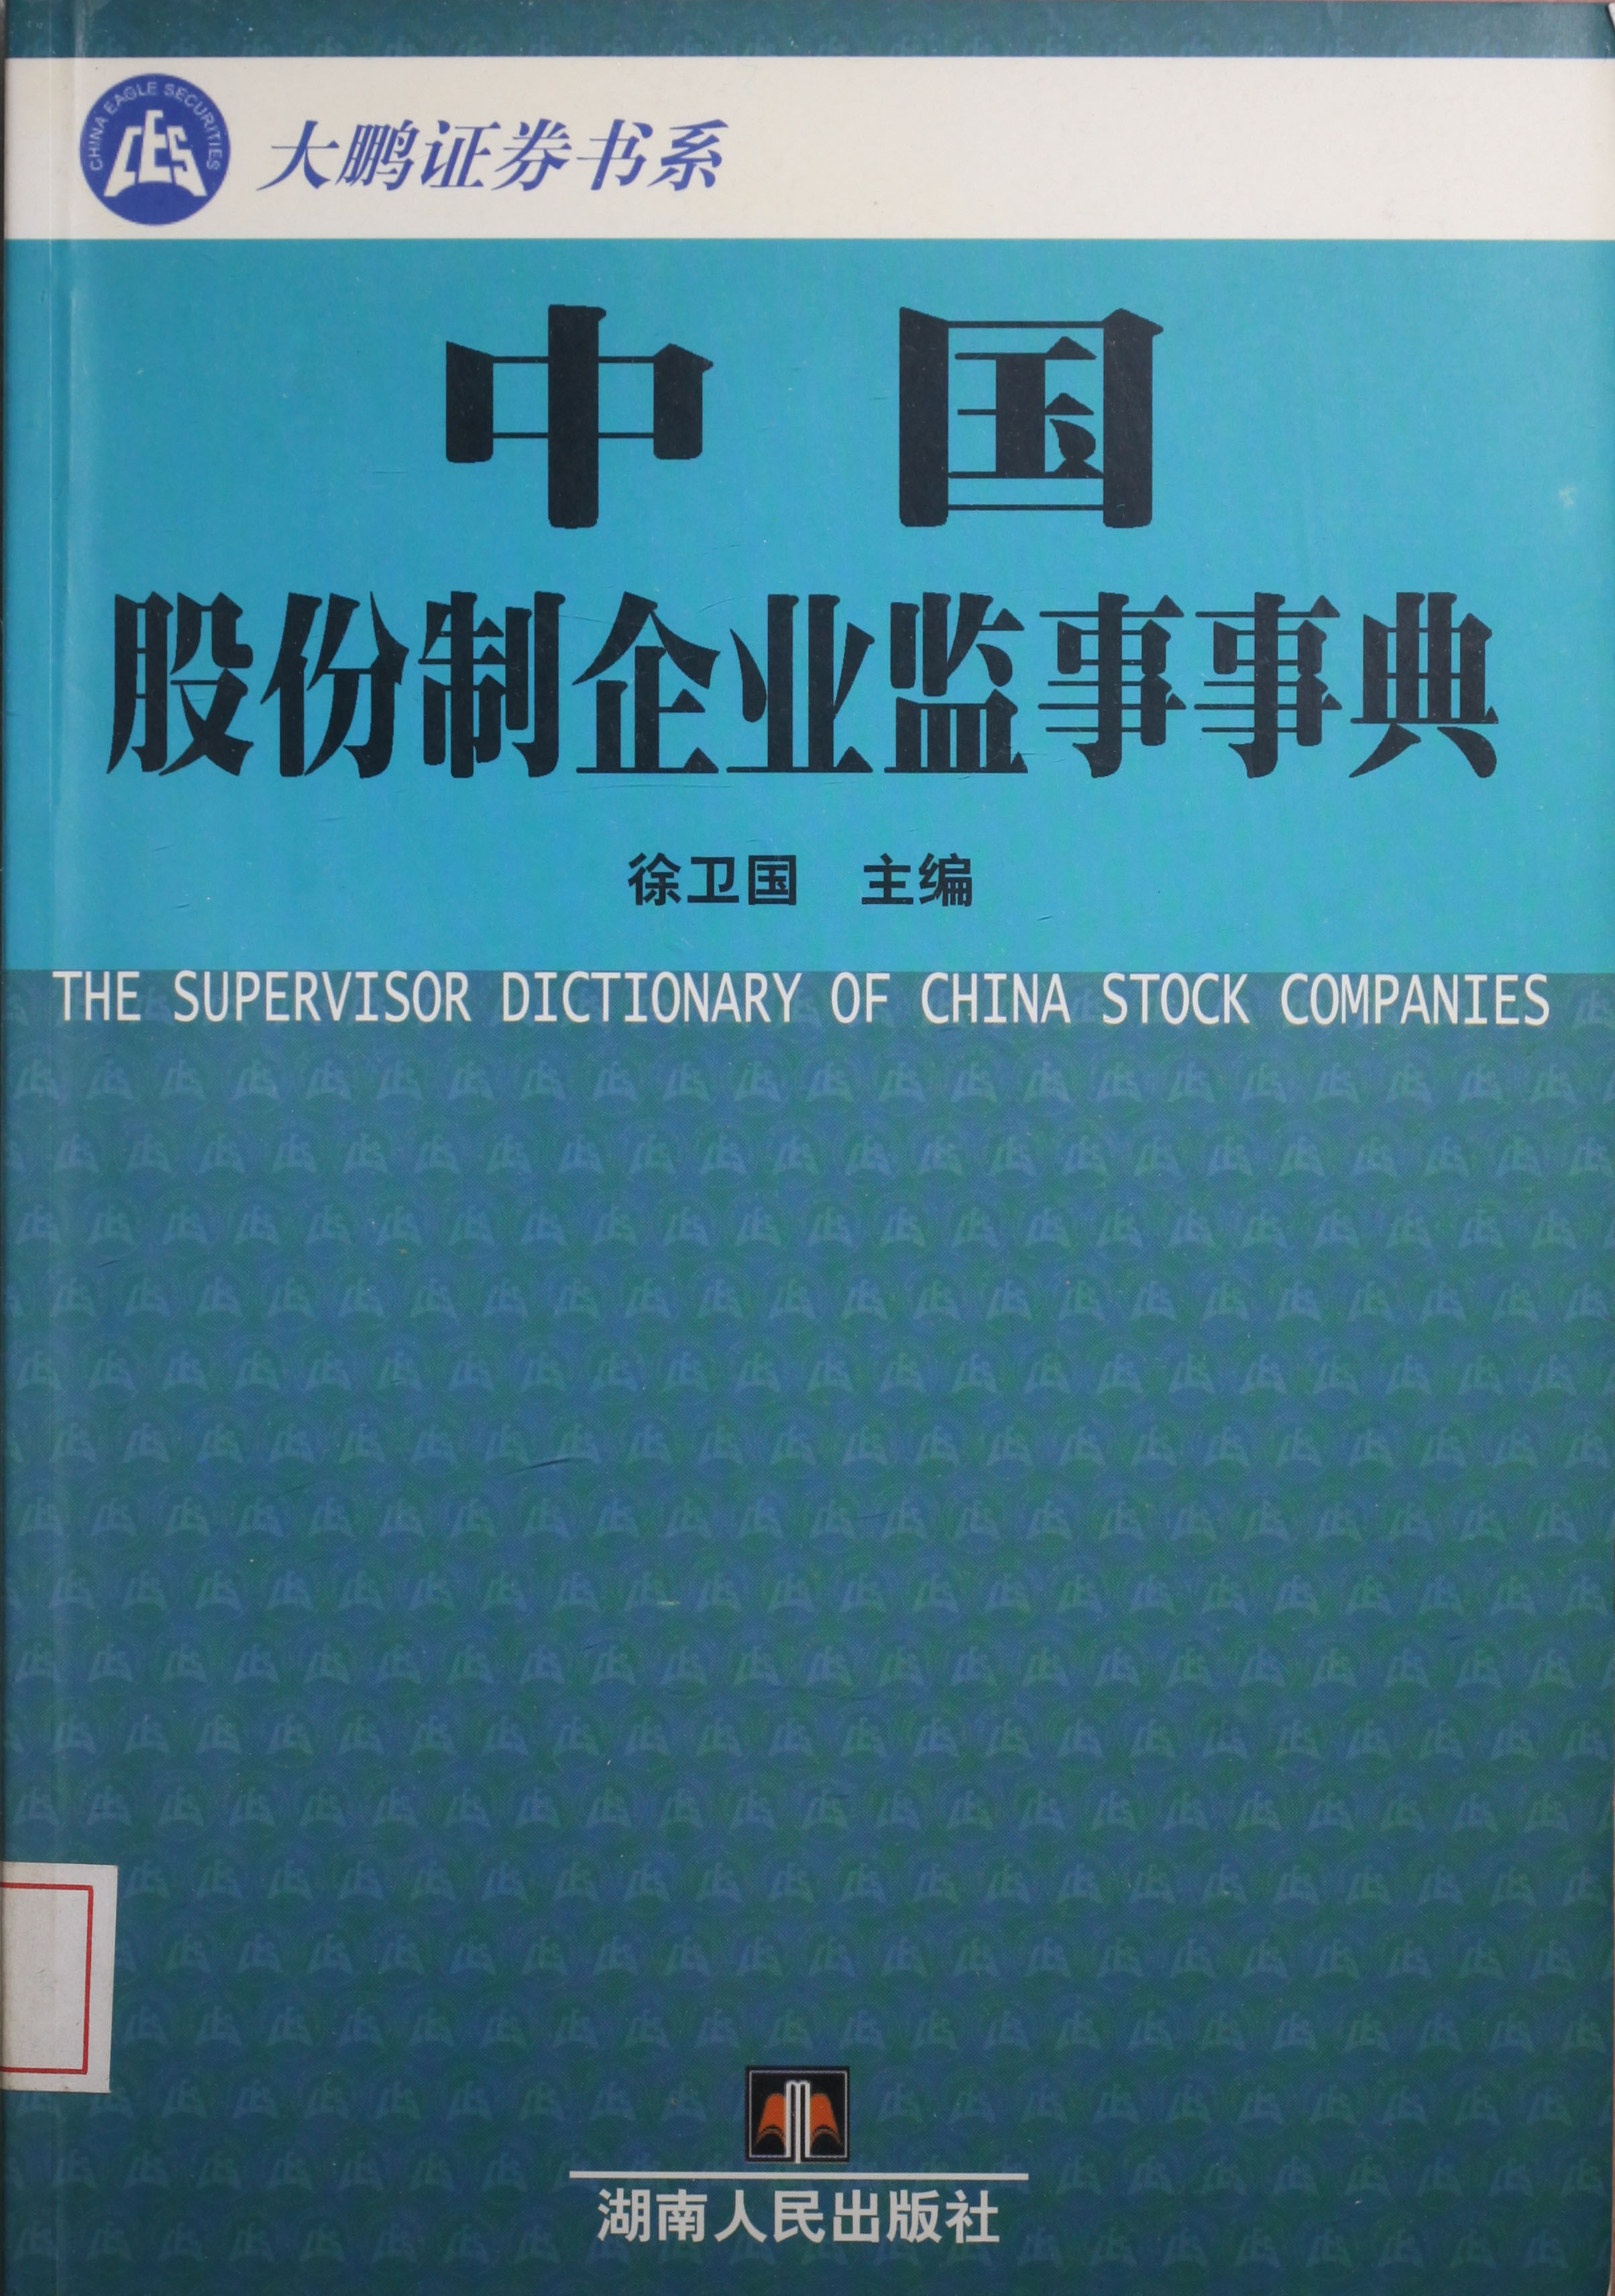 CHINA EAGLE SECURITIES
CES
大鹏证券书系
中国
股份制企业监事事典
徐卫国 主编
THE SUPERVISOR DICTIONARY OF CHINA STOCK COMPANIES
湖南人民出版社